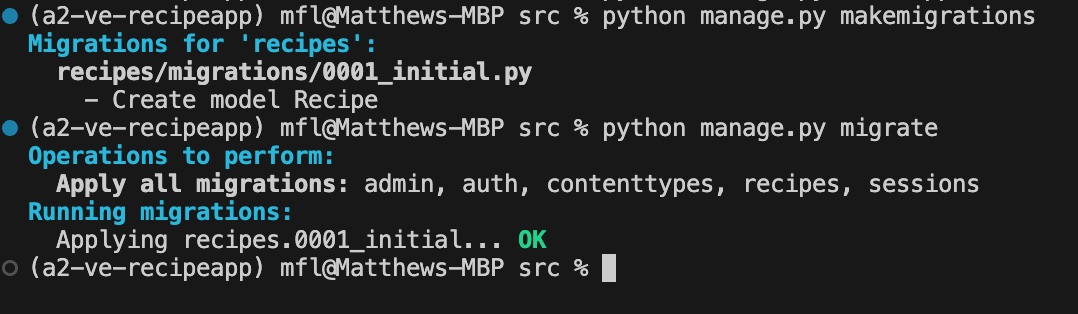 (a2-ve-recipeapp) mfl@Matthews-MBP src % python manage.py makemigrations
Migrations for 'recipes':
recipes/migrations/0001_initial.py
- Create model Recipe
(a2-ve-recipeapp) mfl@Matthews-MBP src % python manage.py migrate
Operations to perform:
Apply all migrations: admin, auth, contenttypes, recipes, sessions
Running migrations:
Applying recipes.0001_initial... OK
(a2-ve-recipeapp) mfl@Matthews-MBP src %